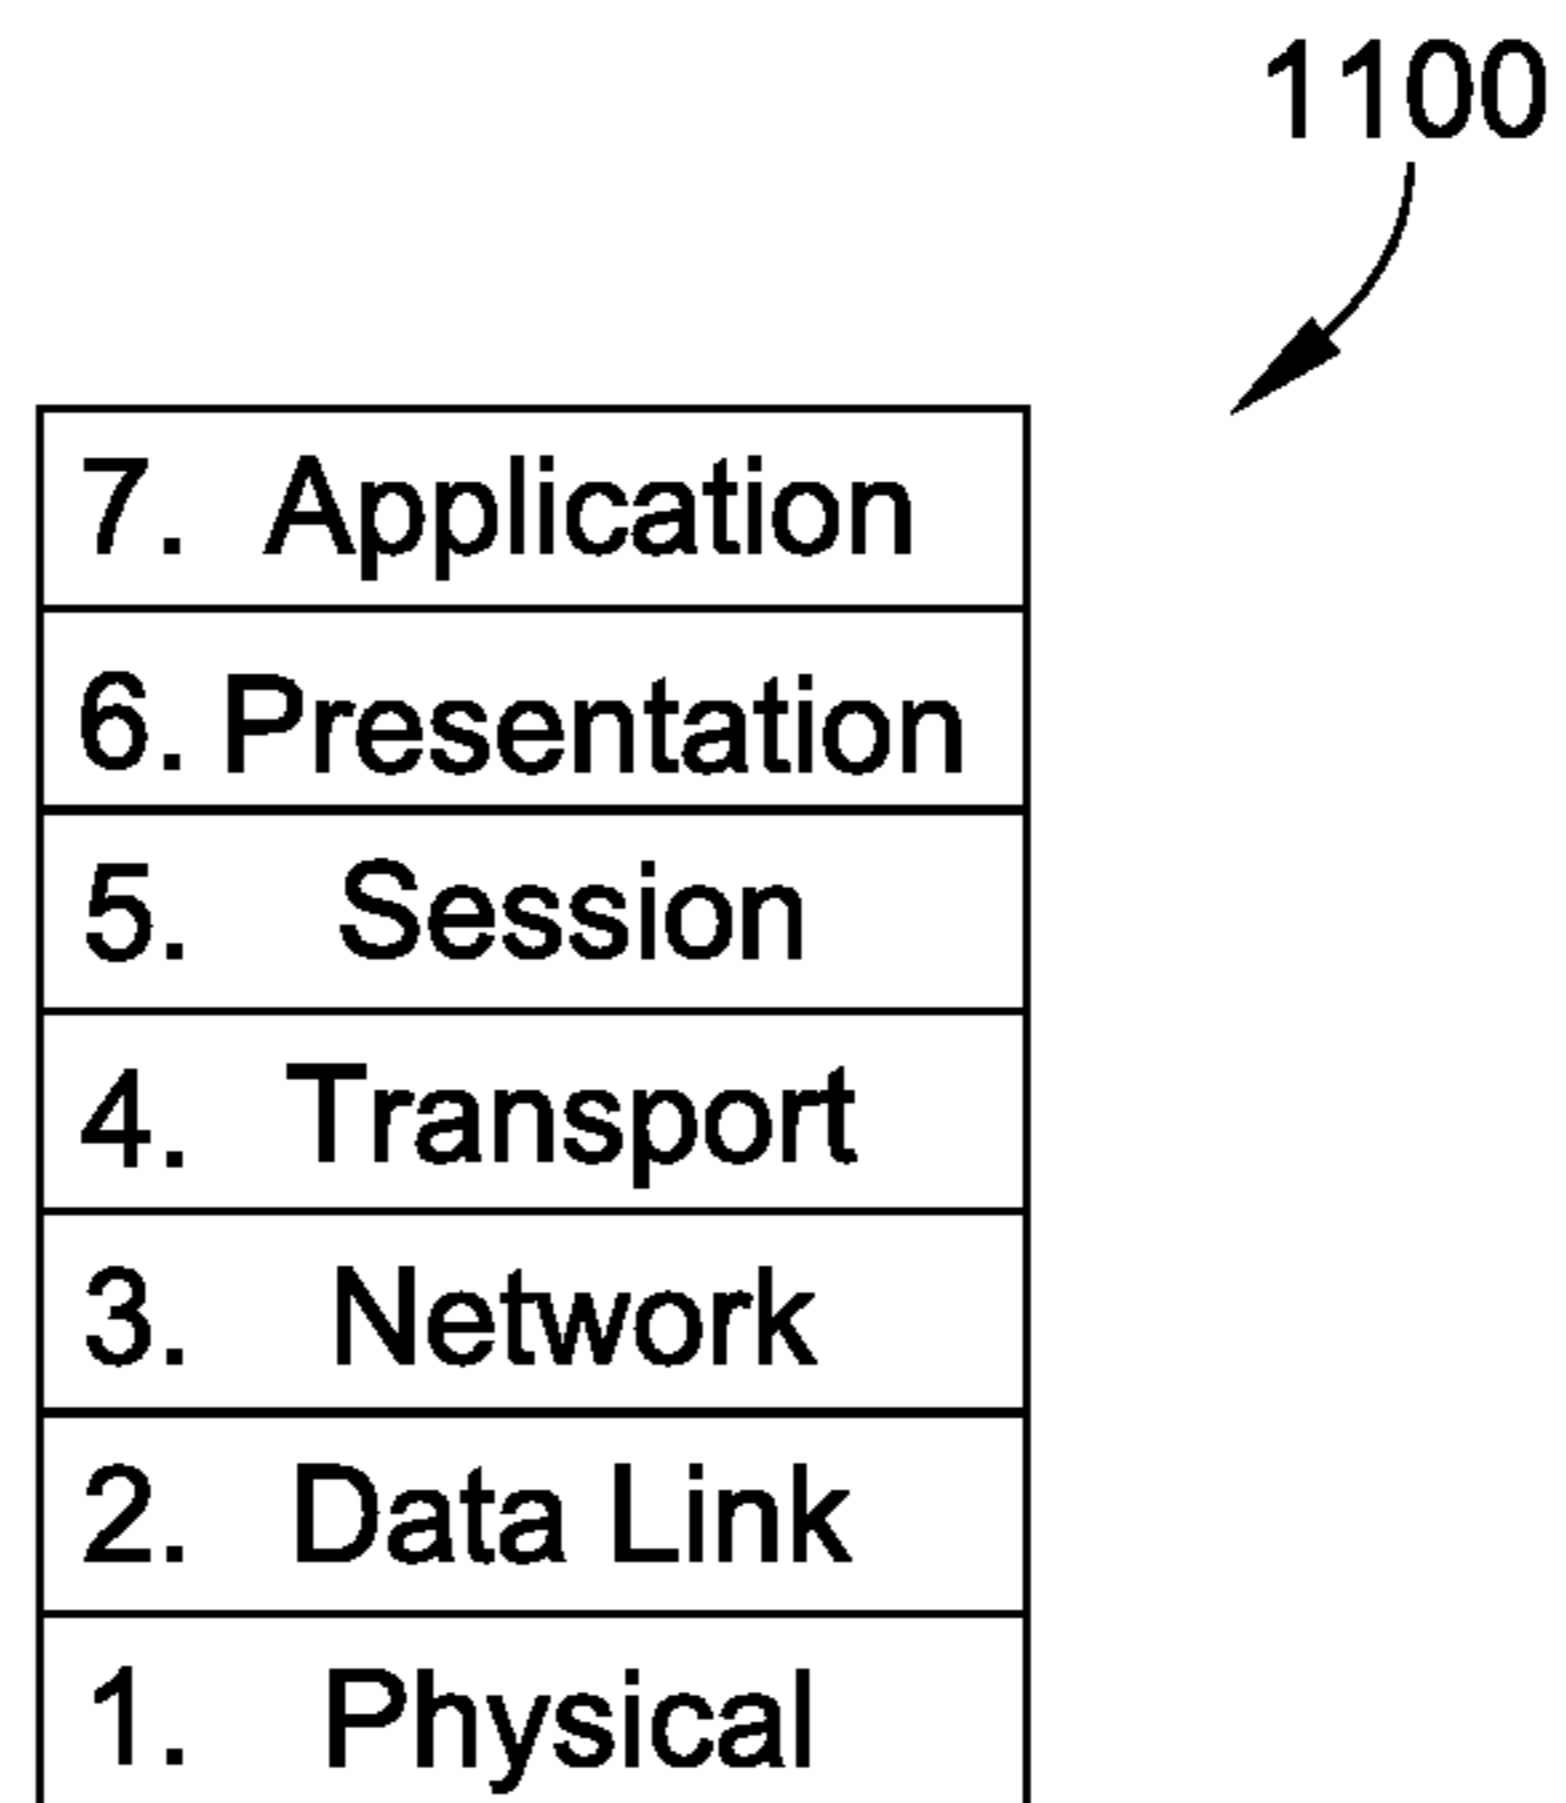 1100
7. Application
6. Presentation
5. Session
4. Transport
3. Network
2. Data Link
1. Physical